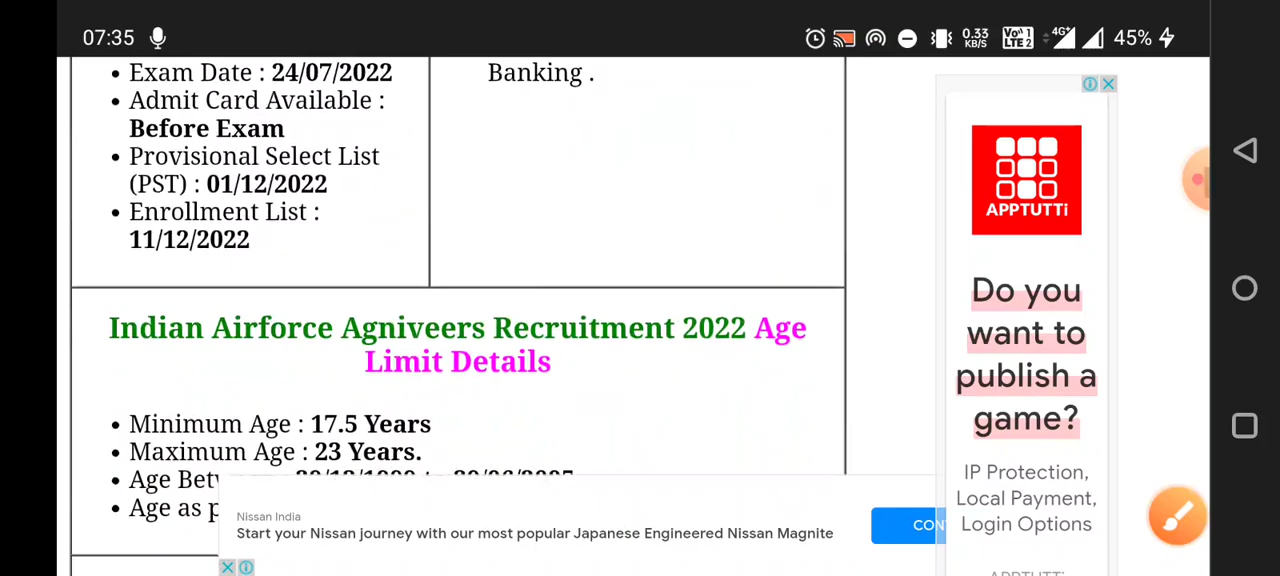 07:35
0.33 KB/S
Vo 1 LTE 2
4G+
45%
Exam Date : 24/07/2022
Admit Card Available :
Before Exam
Provisional Select List
(PST) : 01/12/2022
Enrollment List :
11/12/2022
Banking .
Indian Airforce Agniveers Recruitment 2022 Age
Limit Details
Minimum Age : 17.5 Years
Maximum Age : 23 Years.
Age
Age as
Nissan India
Start your Nissan journey with our most popular Japanese Engineered Nissan Magnite
APPTUTTi
Do you
want to
publish a
game?
IP Protection,
Local Payment,
Login Options
APPTUTTi